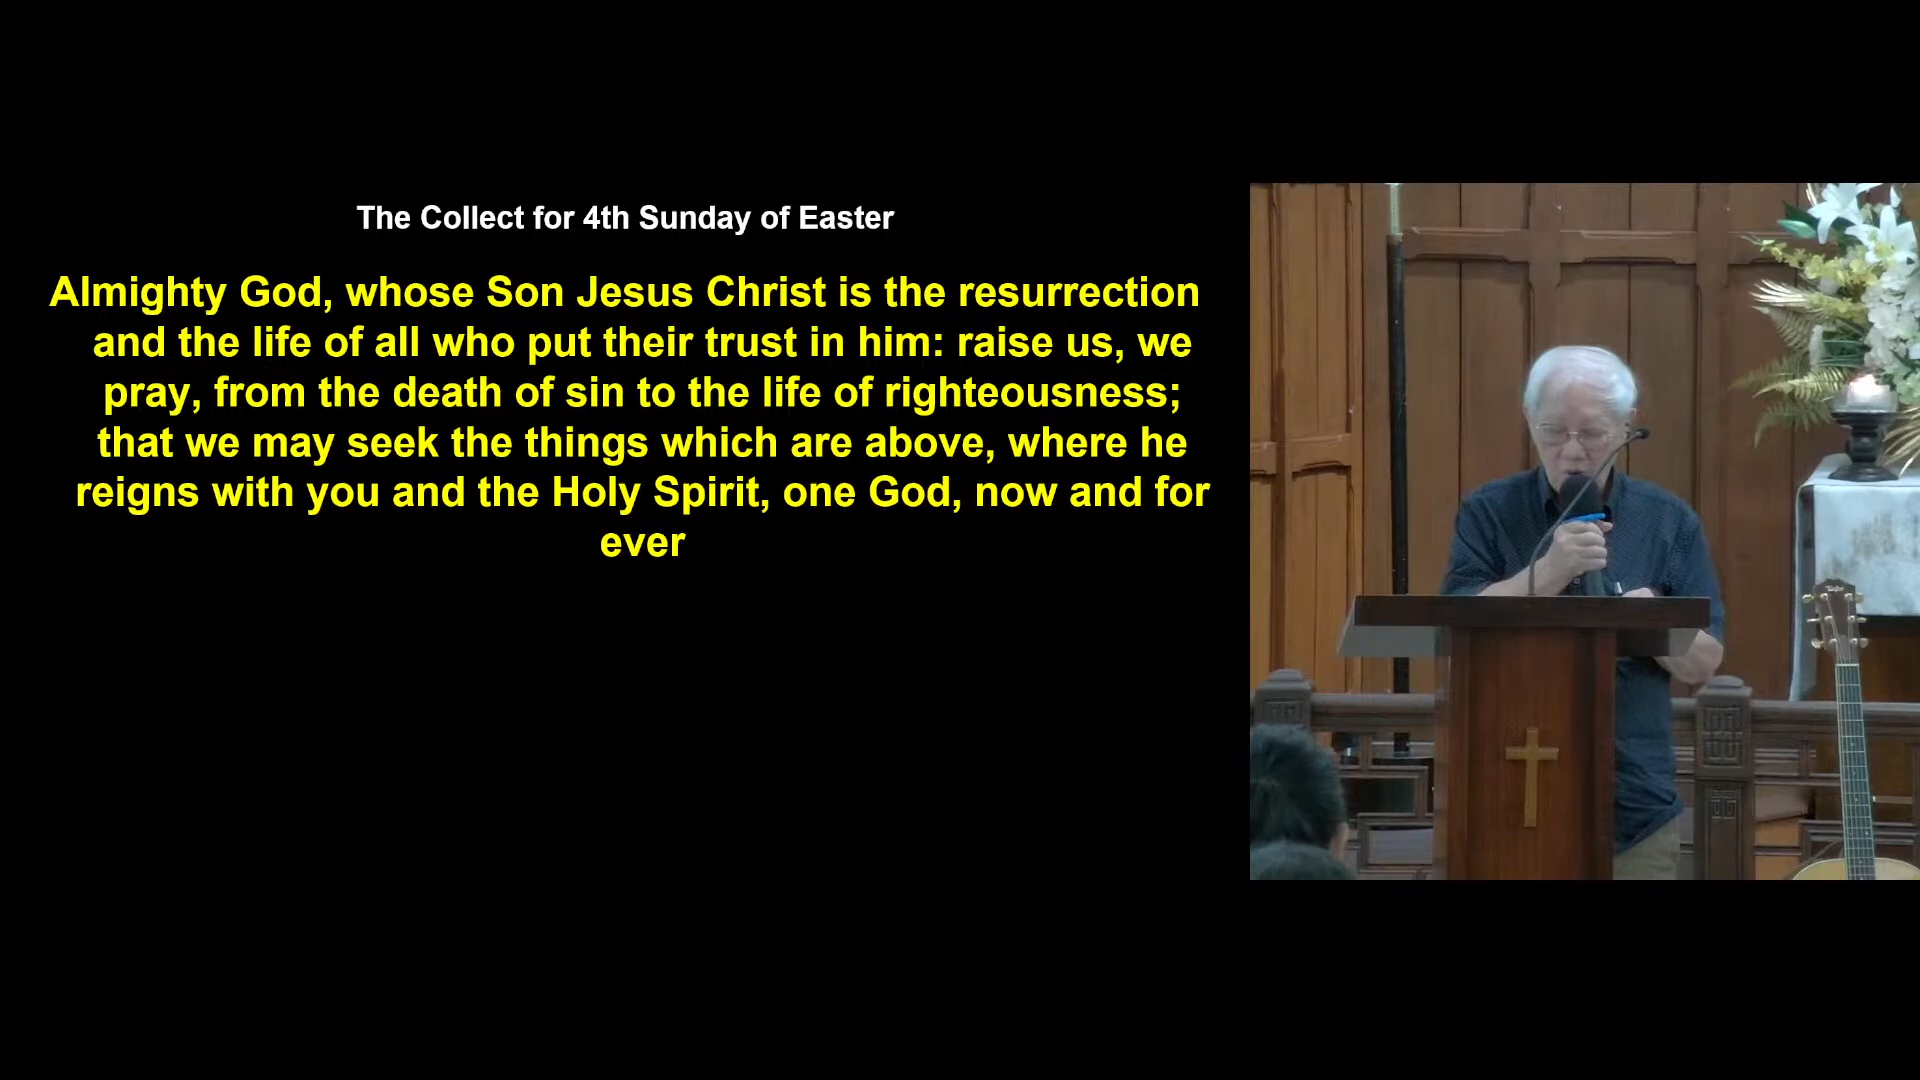 The Collect for 4th Sunday of Easter
Almighty God, whose Son Jesus Christ is the resurrection
and the life of all who put their trust in him: raise us, we
pray, from the death of sin to the life of righteousness;
that we may seek the things which are above, where he
reigns with you and the Holy Spirit, one God, now and for
ever
Taylor